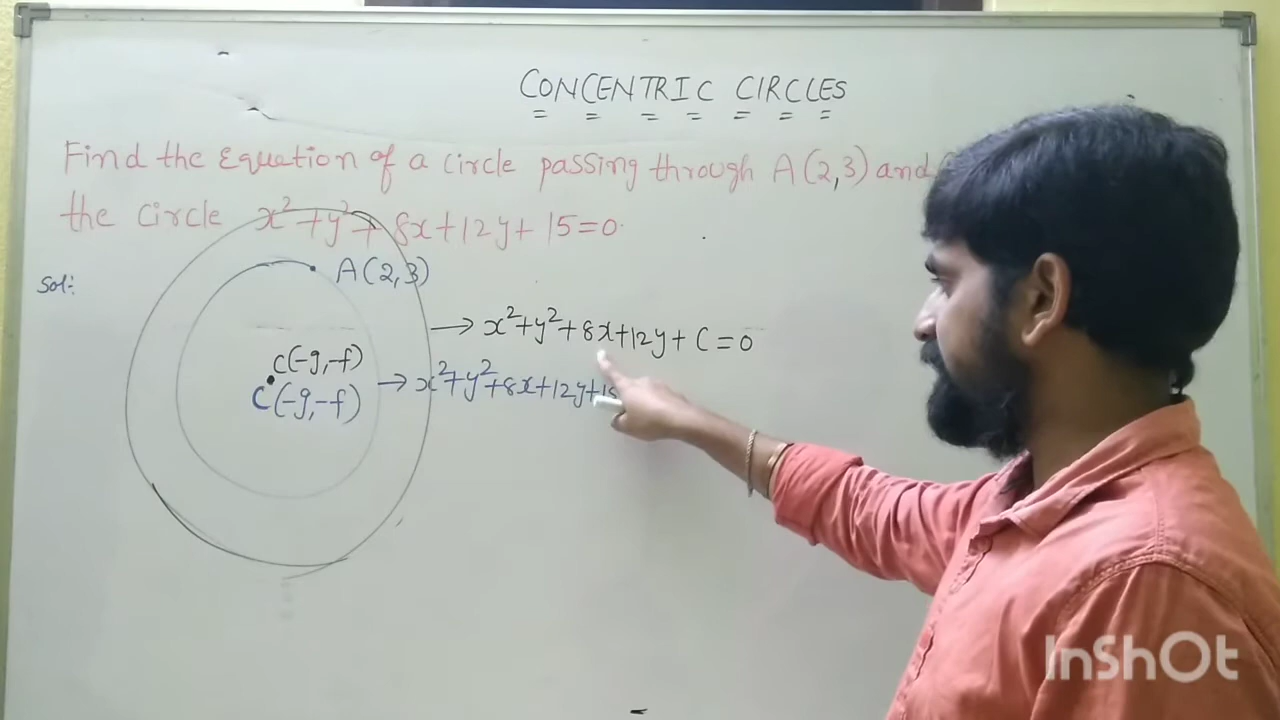 CONCENTRIC CIRCLES
Find the Equation of a circle passing through A(2,3) and
the circle x²+y²+8x+12y+15=0.
Sol:
A(2,3)
→ x²+y²+8x+12y+C=0
C(-g,-f)
→ x²+y²+8x+12y+15
C(-g,-f)
InShOt